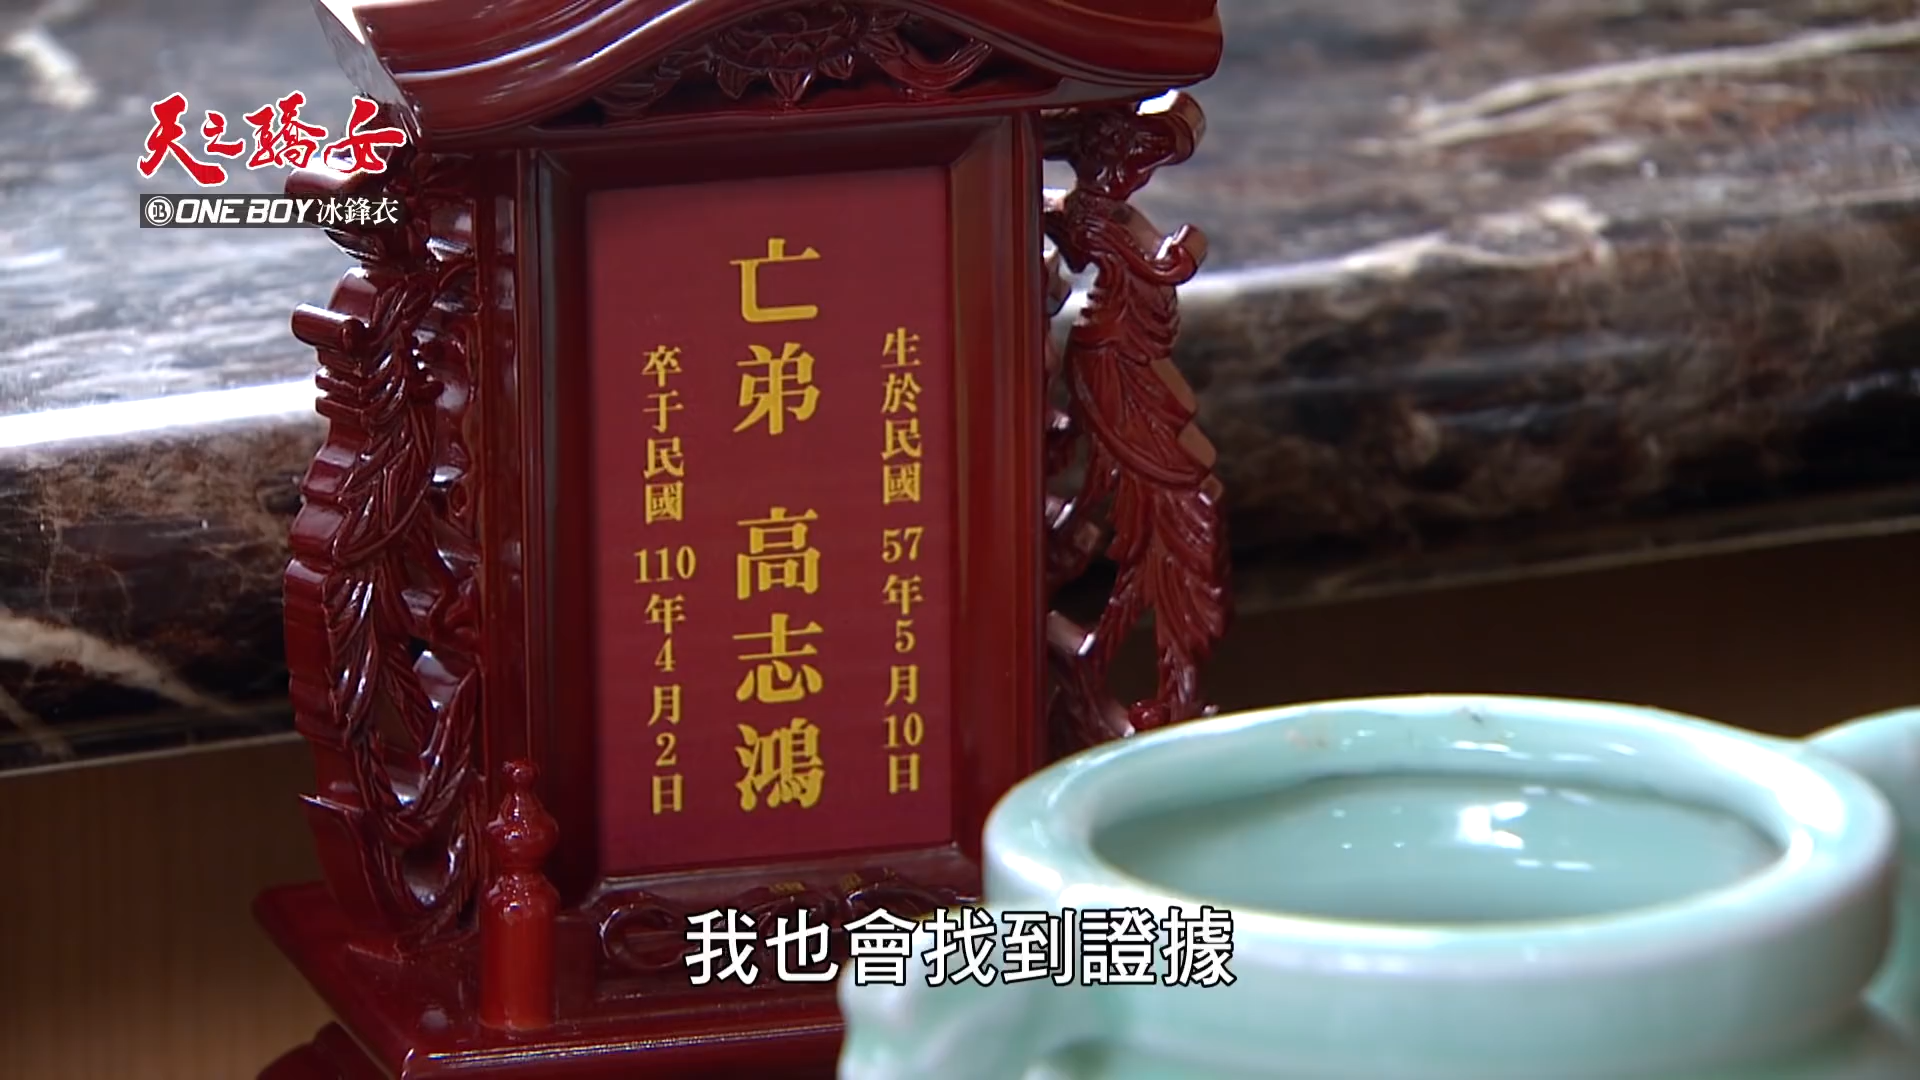 天之驕女
ONE BOY冰鋒衣
生於民國 57年5月10日
亡弟 高志鴻
卒于民國 110年4月2日
我也會找到證據